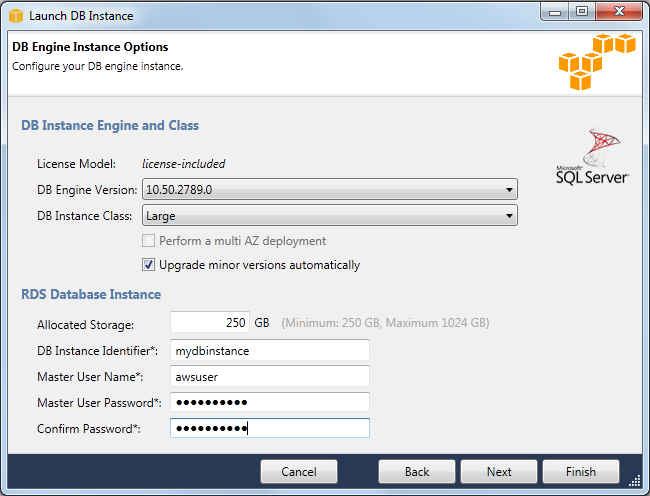 Launch DB Instance
DB Engine Instance Options
Configure your DB engine instance.
DB Instance Engine and Class
License Model: license-included
Microsoft
SQL Server
DB Engine Version: 10.50.2789.0
DB Instance Class: Large
Perform a multi AZ deployment
Upgrade minor versions automatically
RDS Database Instance
Allocated Storage: 250 GB (Minimum: 250 GB, Maximum 1024 GB)
DB Instance Identifier*: mydbinstance
Master User Name*: awsuser
Master User Password*: ●●●●●●●●●●
Confirm Password*: ●●●●●●●●●●
Cancel Back Next Finish